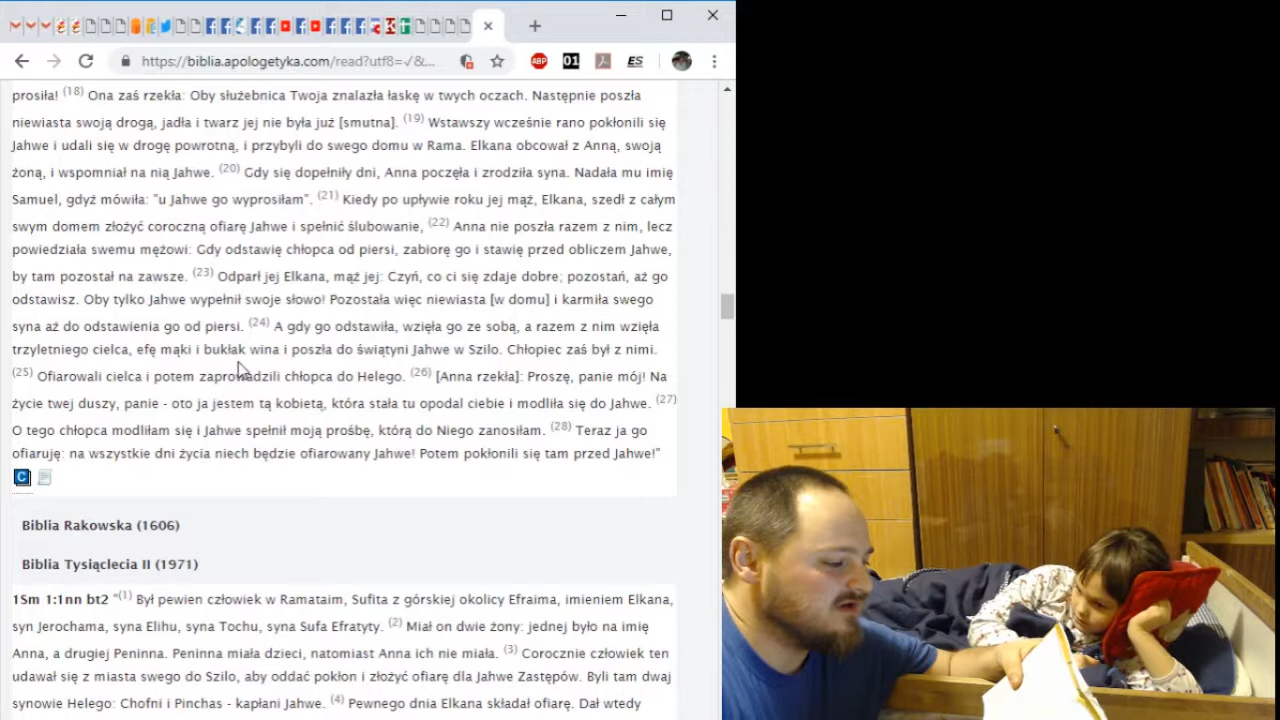 https://biblia.apologetyka.com/read?utf8=√&...
ABP 01 ES
prosiła! (18) Ona zaś rzekła: Oby służebnica Twoja znalazła łaskę w twych oczach. Następnie poszła
niewiasta swoją drogą, jadła i twarz jej nie była już [smutna]. (19) Wstawszy wcześnie rano pokłonili się
Jahwe i udali się w drogę powrotną, i przybyli do swego domu w Rama. Elkana obcował z Anną, swoją
żoną, i wspomniał na nią Jahwe. (20) Gdy się dopełniły dni, Anna poczęła i zrodziła syna. Nadała mu imię
Samuel, gdyż mówiła: "u Jahwe go wyprosiłam". (21) Kiedy po upływie roku jej mąż, Elkana, szedł z całym
swym domem złożyć coroczną ofiarę Jahwe i spełnić ślubowanie, (22) Anna nie poszła razem z nim, lecz
powiedziała swemu mężowi: Gdy odstawię chłopca od piersi, zabiorę go i stawię przed obliczem Jahwe,
by tam pozostał na zawsze. (23) Odparł jej Elkana, mąż jej: Czyń, co ci się zdaje dobre; pozostań, aż go
odstawisz. Oby tylko Jahwe wypełnił swoje słowo! Pozostała więc niewiasta [w domu] i karmiła swego
syna aż do odstawienia go od piersi. (24) A gdy go odstawiła, wzięła go ze sobą, a razem z nim wzięła
trzyletniego cielca, efę mąki i bukłak wina i poszła do świątyni Jahwe w Szilo. Chłopiec zaś był z nimi.
(25) Ofiarowali cielca i potem zaprowadzili chłopca do Helego. (26) [Anna rzekła]: Proszę, panie mój! Na
życie twej duszy, panie - oto ja jestem tą kobietą, która stała tu opodal ciebie i modliła się do Jahwe. (27)
O tego chłopca modliłam się i Jahwe spełnił moją prośbę, którą do Niego zanosiłam. (28) Teraz ja go
ofiaruję: na wszystkie dni życia niech będzie ofiarowany Jahwe! Potem pokłonili się tam przed Jahwe!"
C
Biblia Rakowska (1606)
Biblia Tysiąclecia II (1971)
1Sm 1:1nn bt2 "(1) Był pewien człowiek w Ramataim, Sufita z górskiej okolicy Efraima, imieniem Elkana,
syn Jerochama, syna Elihu, syna Tochu, syna Sufa Efratyty. (2) Miał on dwie żony: jednej było na imię
Anna, a drugiej Peninna. Peninna miała dzieci, natomiast Anna ich nie miała. (3) Corocznie człowiek ten
udawał się z miasta swego do Szilo, aby oddać pokłon i złożyć ofiarę dla Jahwe Zastępów. Byli tam dwaj
synowie Helego: Chofni i Pinchas - kapłani Jahwe. (4) Pewnego dnia Elkana składał ofiarę. Dał wtedy